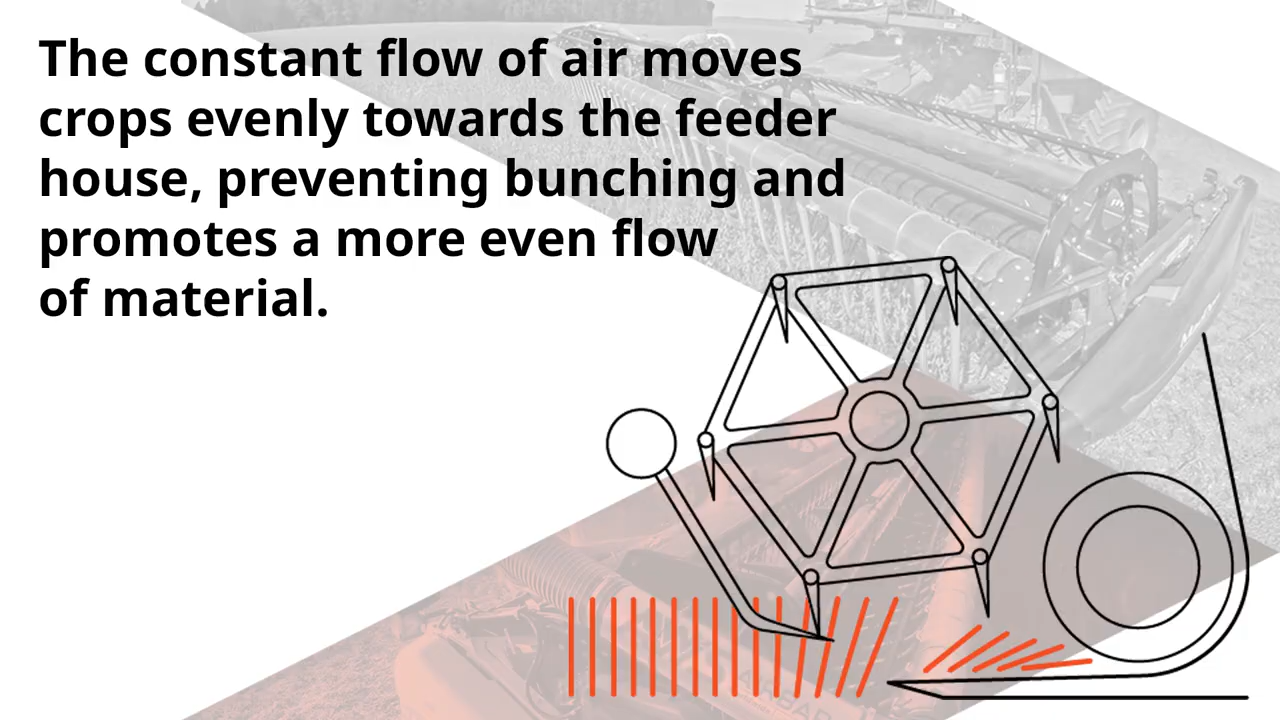 The constant flow of air moves
crops evenly towards the feeder
house, preventing bunching and
promotes a more even flow
of material.